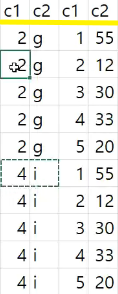 c1 c2 c1 c2
2 g 1 55
2 g 2 12
2 g 3 30
2 g 4 33
2 g 5 20
4 i 1 55
4 i 2 12
4 i 3 30
4 i 4 33
4 i 5 20